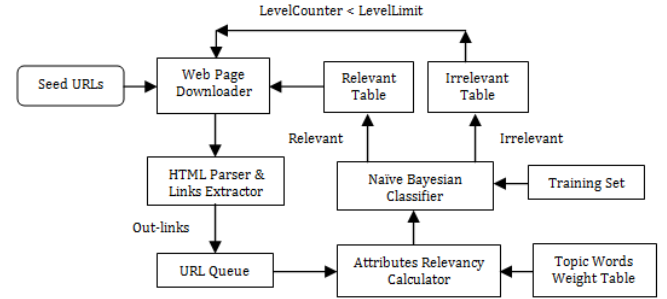 LevelCounter < LevelLimit
Seed URLs
Web Page
Downloader
Relevant
Table
Irrelevant
Table
Relevant
Irrelevant
HTML Parser &
Links Extractor
Naïve Bayesian
Classifier
Training Set
Out-links
URL Queue
Attributes Relevancy
Calculator
Topic Words
Weight Table